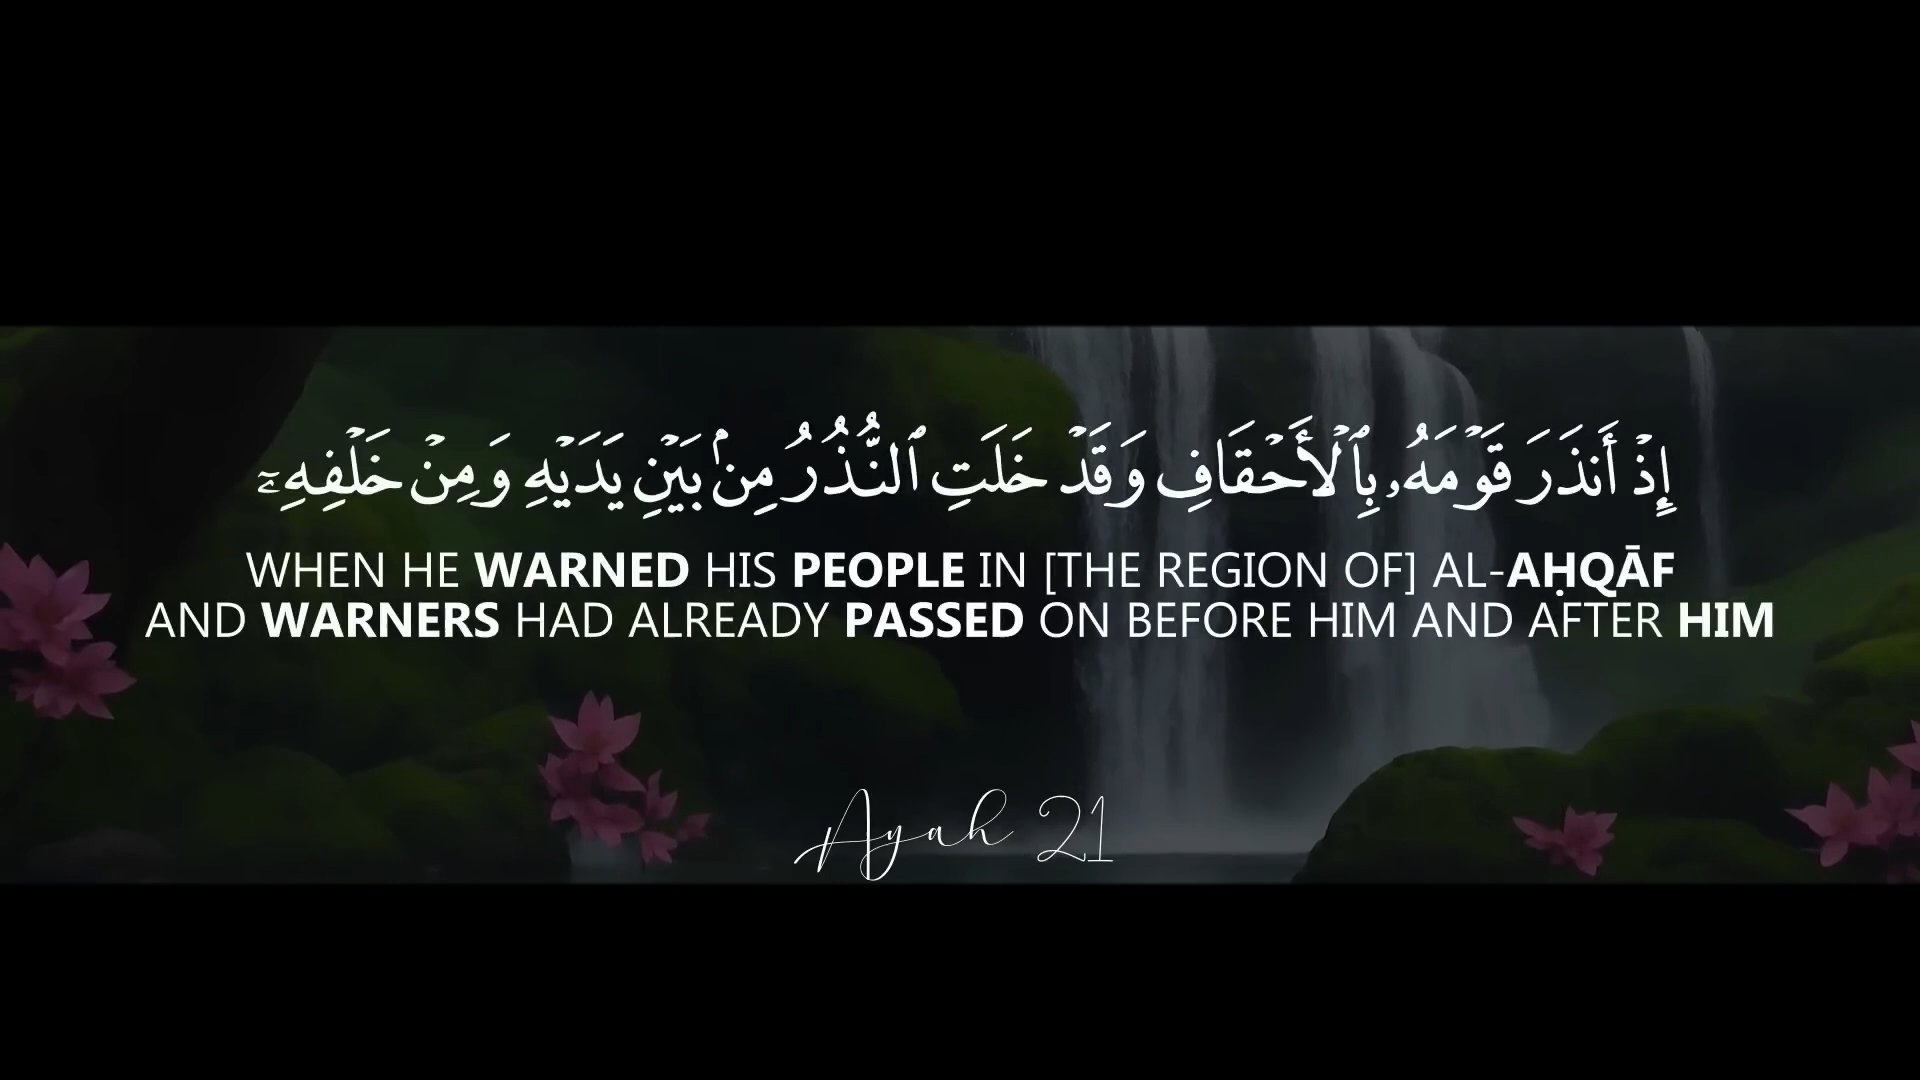 إِذْ أَنذَرَ قَوْمَهُۥ بِٱلْأَحْقَافِ وَقَدْ خَلَتِ ٱلنُّذُرُ مِنۢ بَيْنِ يَدَيْهِ وَمِنْ خَلْفِهِۦٓ
WHEN HE WARNED HIS PEOPLE IN [THE REGION OF] AL-AḤQĀF
AND WARNERS HAD ALREADY PASSED ON BEFORE HIM AND AFTER HIM
Ayah 21